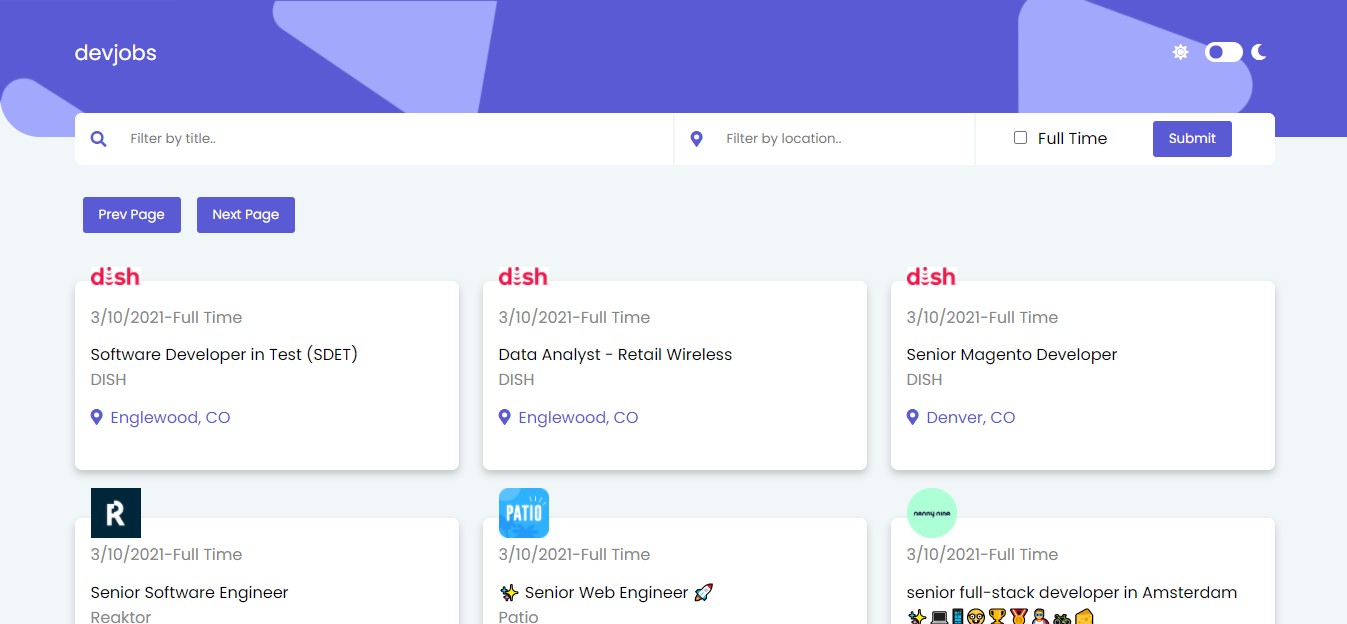 devjobs
Filter by title..
Filter by location..
Full Time
Submit
Prev Page
Next Page
dish
3/10/2021-Full Time
Software Developer in Test (SDET)
DISH
Englewood, CO
dish
3/10/2021-Full Time
Data Analyst - Retail Wireless
DISH
Englewood, CO
dish
3/10/2021-Full Time
Senior Magento Developer
DISH
Denver, CO
R
3/10/2021-Full Time
Senior Software Engineer
Reaktor
PATIO
3/10/2021-Full Time
✨ Senior Web Engineer 🚀
Patio
nanny nina
3/10/2021-Full Time
senior full-stack developer in Amsterdam